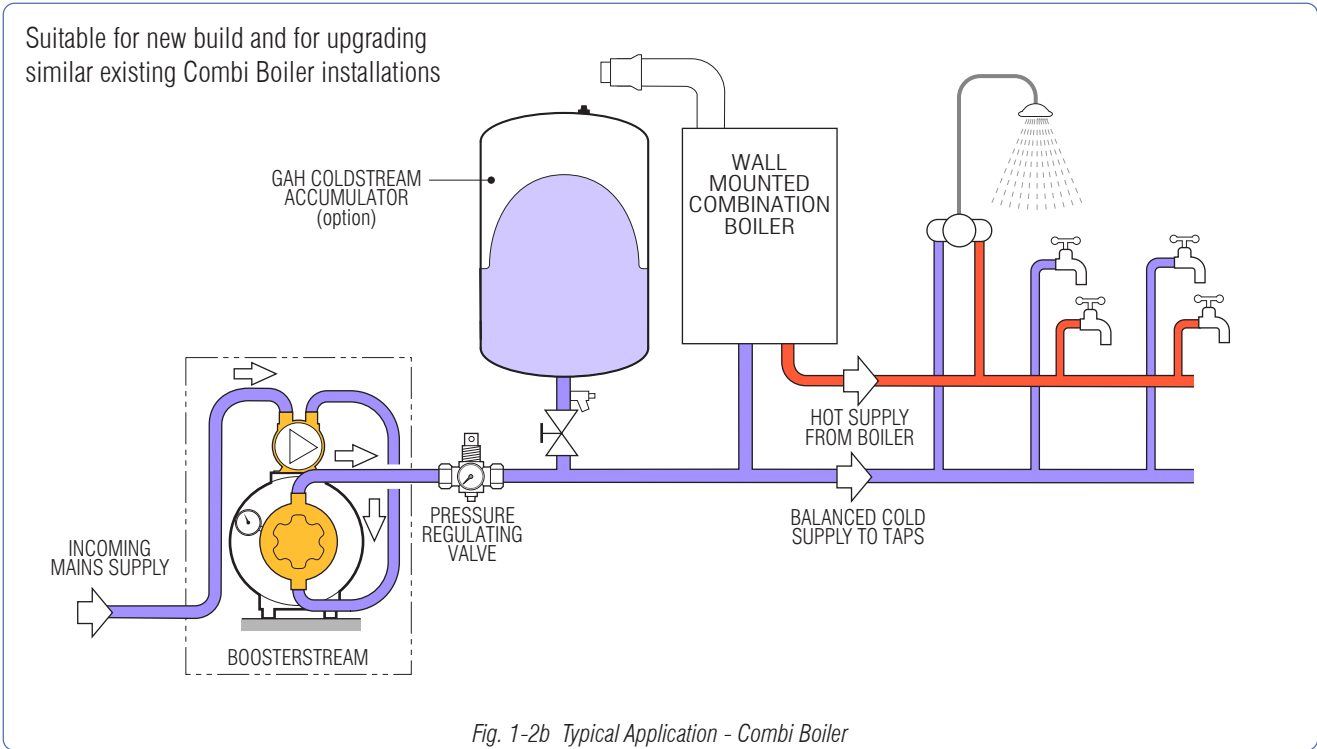 Suitable for new build and for upgrading
similar existing Combi Boiler installations
GAH COLDSTREAM
ACCUMULATOR
(option)
WALL
MOUNTED
COMBINATION
BOILER
HOT SUPPLY
FROM BOILER
INCOMING
MAINS SUPPLY
PRESSURE
REGULATING
VALVE
BALANCED COLD
SUPPLY TO TAPS
BOOSTERSTREAM
Fig. 1-2b Typical Application - Combi Boiler